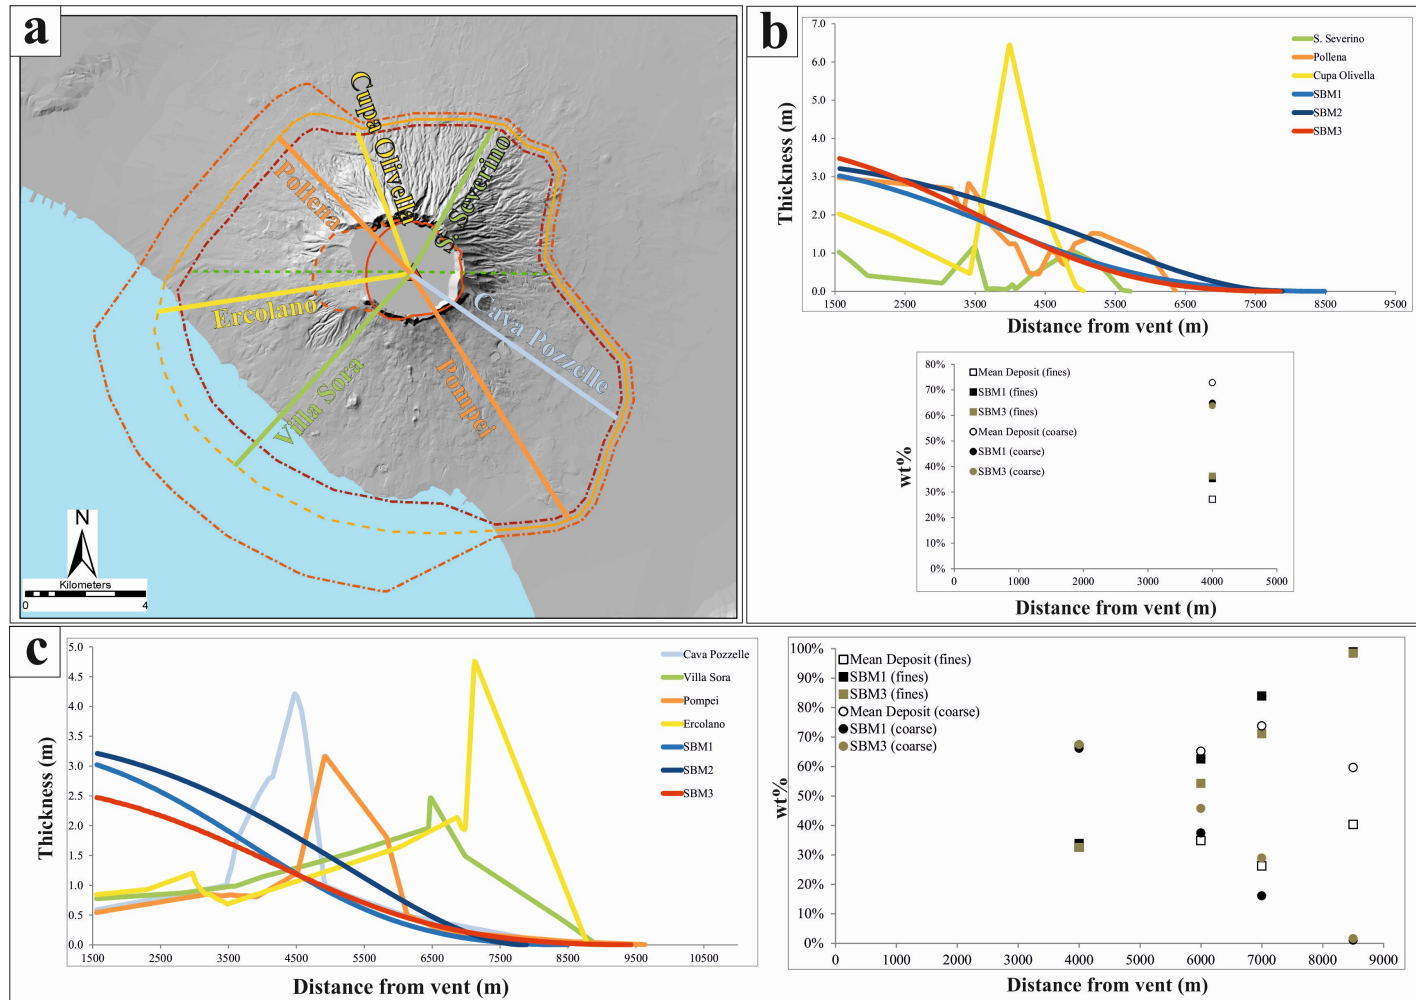 a
Cupa Olivella
S. Severino
Pollena
Ercolano
Cava Pozzelle
Villa Sora
Pompei
N
Kilometers
0 4
b
7.0
6.0
5.0
4.0
3.0
2.0
1.0
0.0
Thickness (m)
1500 2500 3500 4500 5500 6500 7500 8500 9500
Distance from vent (m)
S. Severino
Pollena
Cupa Olivella
SBM1
SBM2
SBM3
80%
70%
60%
50%
40%
30%
20%
10%
0%
wt%
0 1000 2000 3000 4000 5000
Distance from vent (m)
Mean Deposit (fines)
SBM1 (fines)
SBM3 (fines)
Mean Deposit (coarse)
SBM1 (coarse)
SBM3 (coarse)
c
5.0
4.5
4.0
3.5
3.0
2.5
2.0
1.5
1.0
0.5
0.0
Thickness (m)
1500 2500 3500 4500 5500 6500 7500 8500 9500 10500
Distance from vent (m)
Cava Pozzelle
Villa Sora
Pompei
Ercolano
SBM1
SBM2
SBM3
100%
90%
80%
70%
60%
50%
40%
30%
20%
10%
0%
wt%
0 1000 2000 3000 4000 5000 6000 7000 8000 9000
Distance from vent (m)
Mean Deposit (fines)
SBM1 (fines)
SBM3 (fines)
Mean Deposit (coarse)
SBM1 (coarse)
SBM3 (coarse)